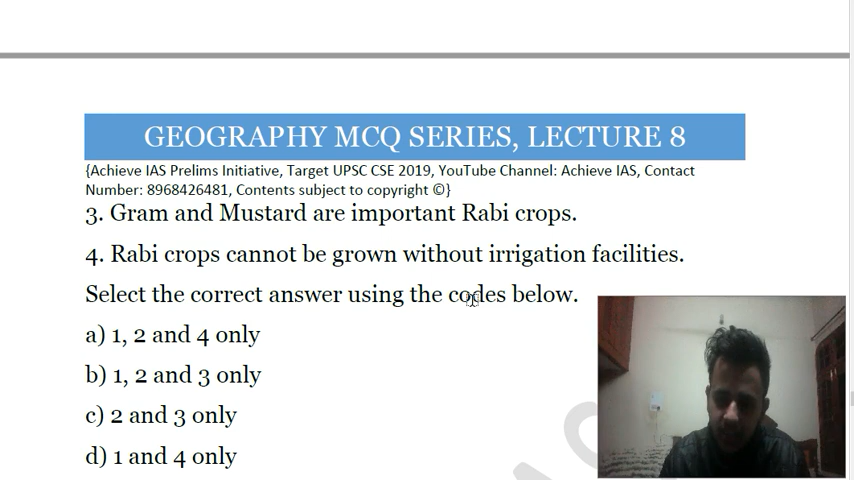 GEOGRAPHY MCQ SERIES, LECTURE 8
{Achieve IAS Prelims Initiative, Target UPSC CSE 2019, YouTube Channel: Achieve IAS, Contact
Number: 8968426481, Contents subject to copyright ©}
3. Gram and Mustard are important Rabi crops.
4. Rabi crops cannot be grown without irrigation facilities.
Select the correct answer using the codes below.
a) 1, 2 and 4 only
b) 1, 2 and 3 only
c) 2 and 3 only
d) 1 and 4 only